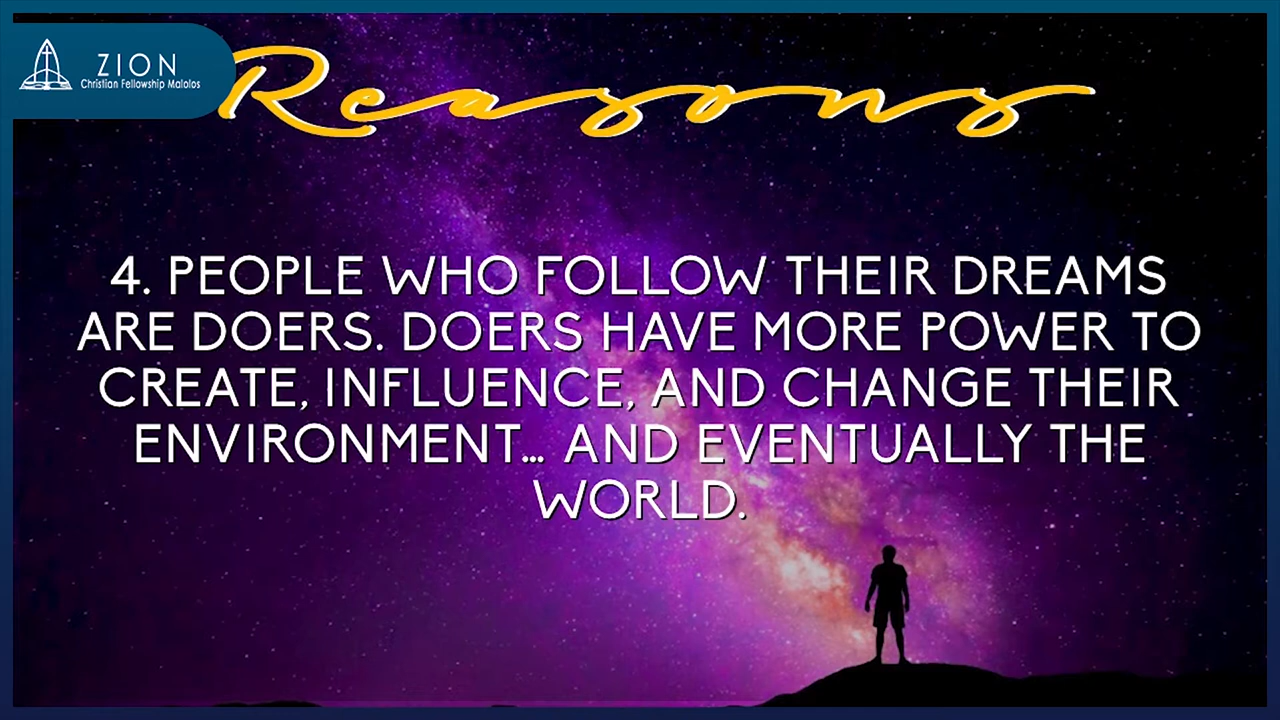 ZION
Christian Fellowship Malolos
Reasons
4. PEOPLE WHO FOLLOW THEIR DREAMS
ARE DOERS. DOERS HAVE MORE POWER TO
CREATE, INFLUENCE, AND CHANGE THEIR
ENVIRONMENT... AND EVENTUALLY THE
WORLD.